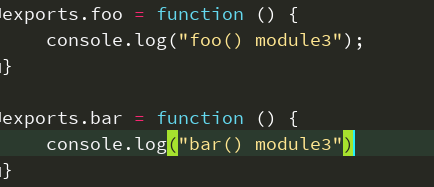 exports.foo = function () {
    console.log("foo() module3");
}
exports.bar = function () {
    console.log("bar() module3")
}